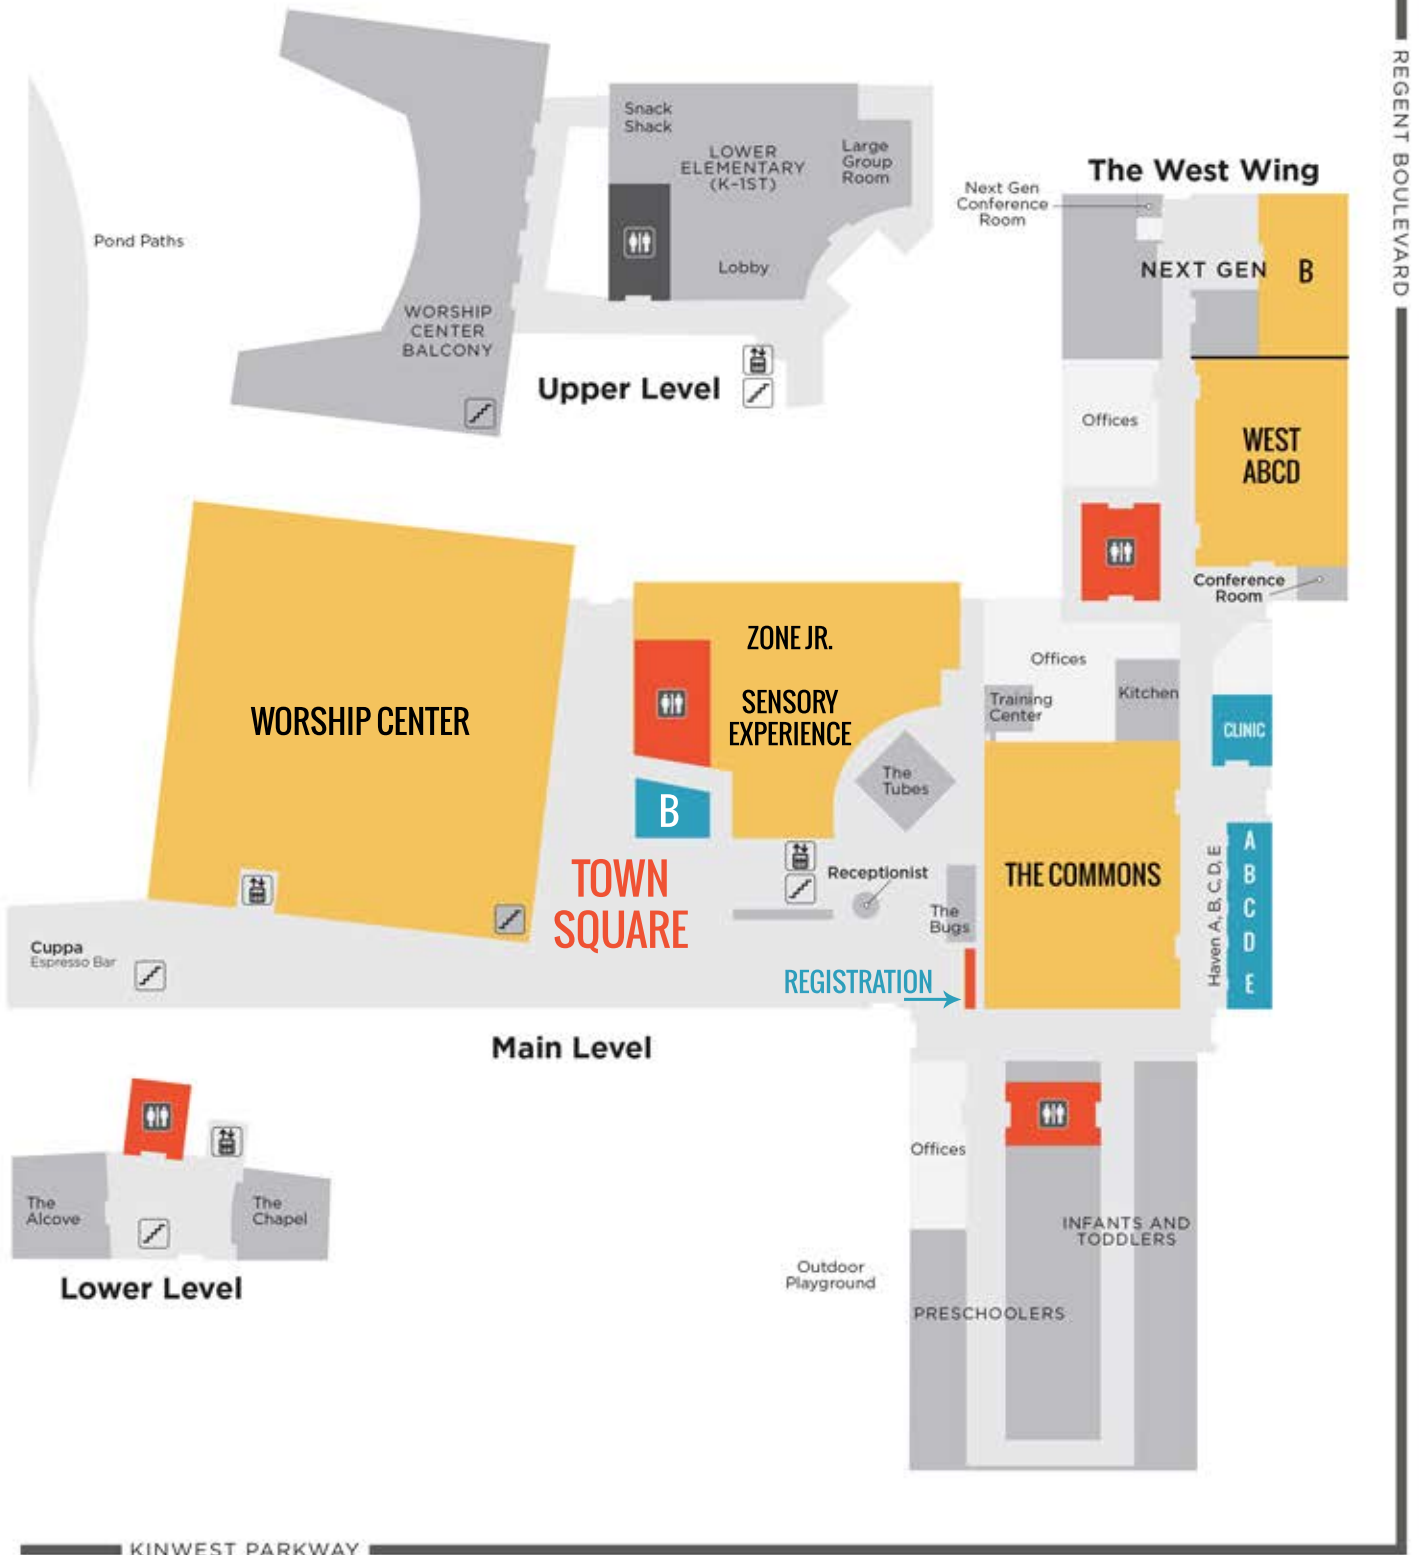 Snack
Shack
LOWER
ELEMENTARY
(K-1ST)
Large
Group
Room
Lobby
WORSHIP
CENTER
BALCONY
Upper Level
Pond Paths
REGENT BOULEVARD
The West Wing
Next Gen
Conference
Room
NEXT GEN
B
Offices
WEST
ABCD
Conference
Room
WORSHIP CENTER
ZONE JR.
SENSORY
EXPERIENCE
Offices
Training
Center
Kitchen
CLINIC
The
Tubes
B
TOWN
SQUARE
Receptionist
The
Bugs
THE COMMONS
Haven A, B, C, D, E
A
B
C
D
E
Cuppa
Espresso Bar
REGISTRATION
Main Level
The
Alcove
The
Chapel
Lower Level
Offices
INFANTS AND
TODDLERS
Outdoor
Playground
PRESCHOOLERS
KINWEST PARKWAY